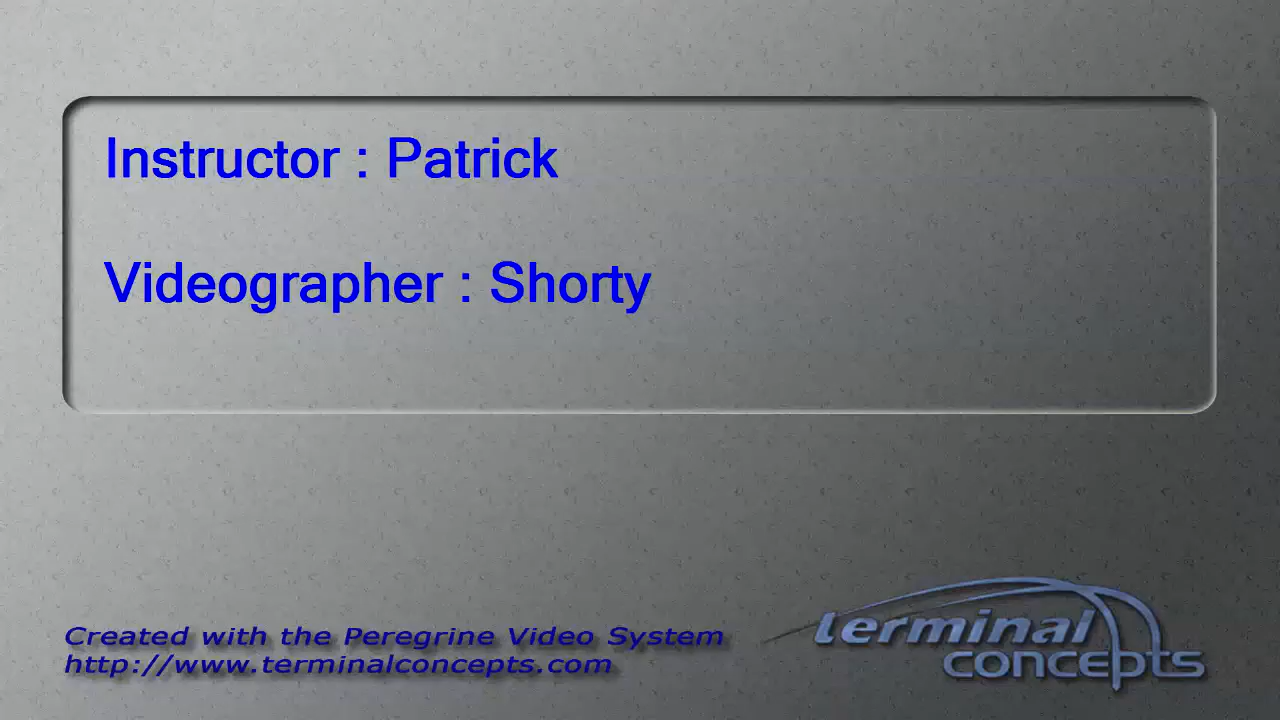 Instructor : Patrick
Videographer : Shorty
Created with the Peregrine Video System
http://www.terminalconcepts.com
terminal
concepts